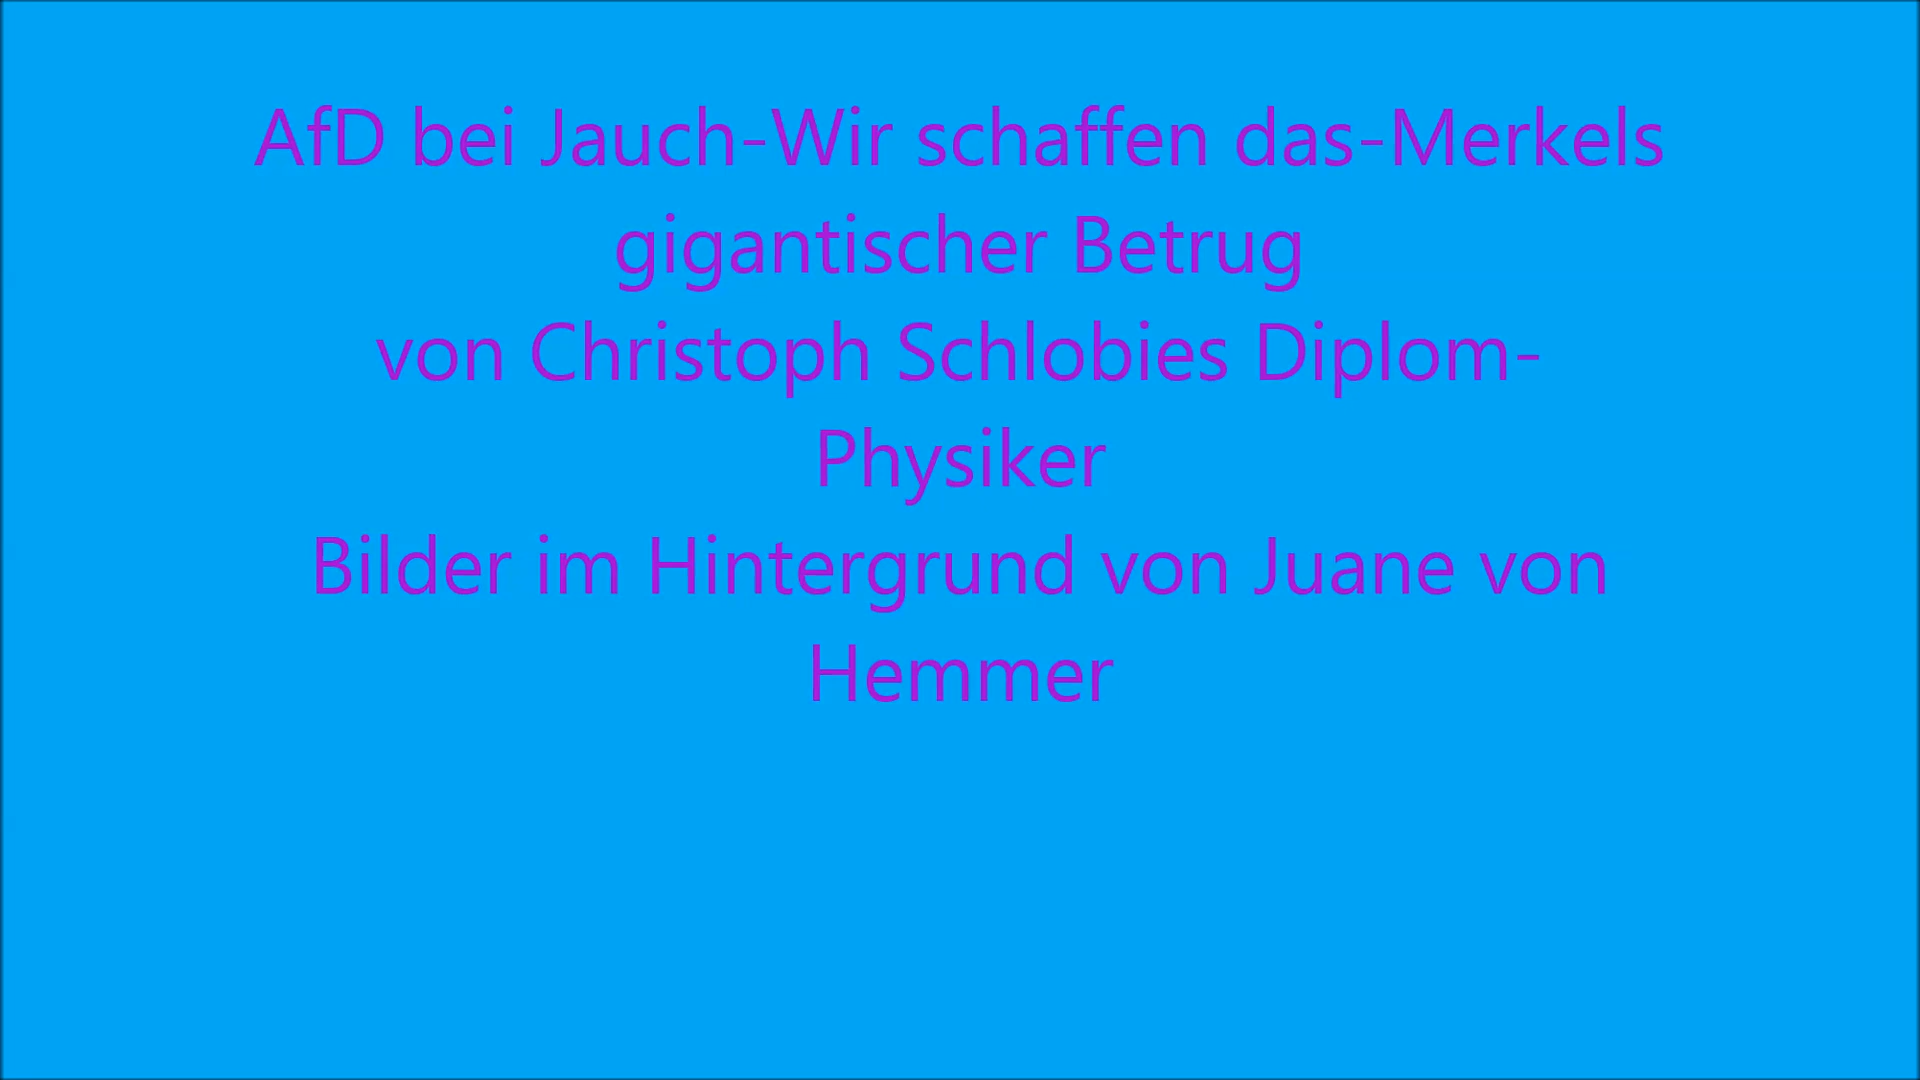 AfD bei Jauch-Wir schaffen das-Merkels
gigantischer Betrug
von Christoph Schlobies Diplom-
Physiker
Bilder im Hintergrund von Juane von
Hemmer